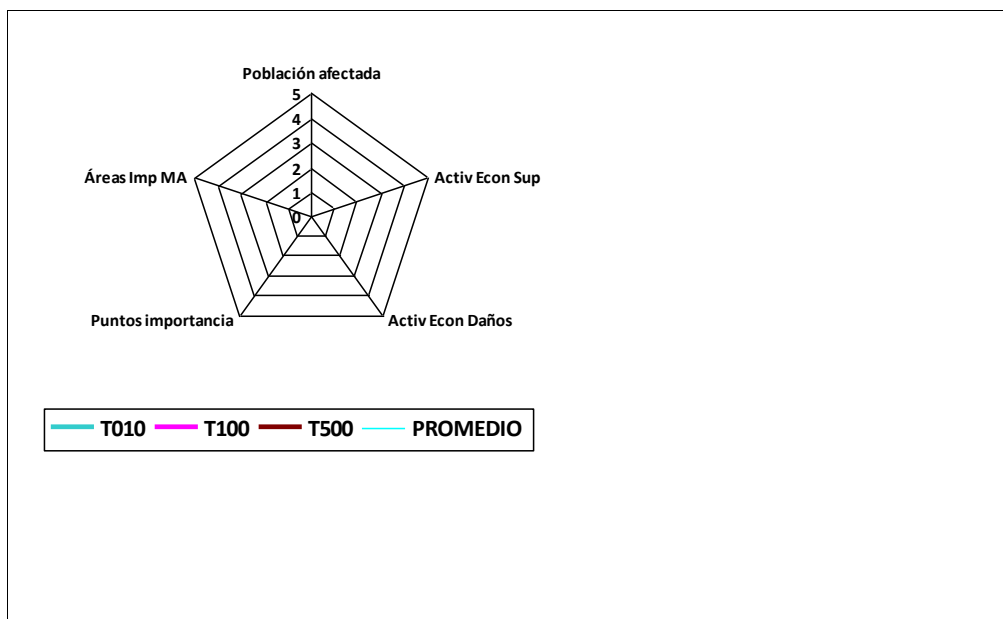 Población afectada
5
4
Áreas Imp MA
3
Activ Econ Sup
2
1
0
Puntos importancia
Activ Econ Daños
T010 T100 T500 PROMEDIO